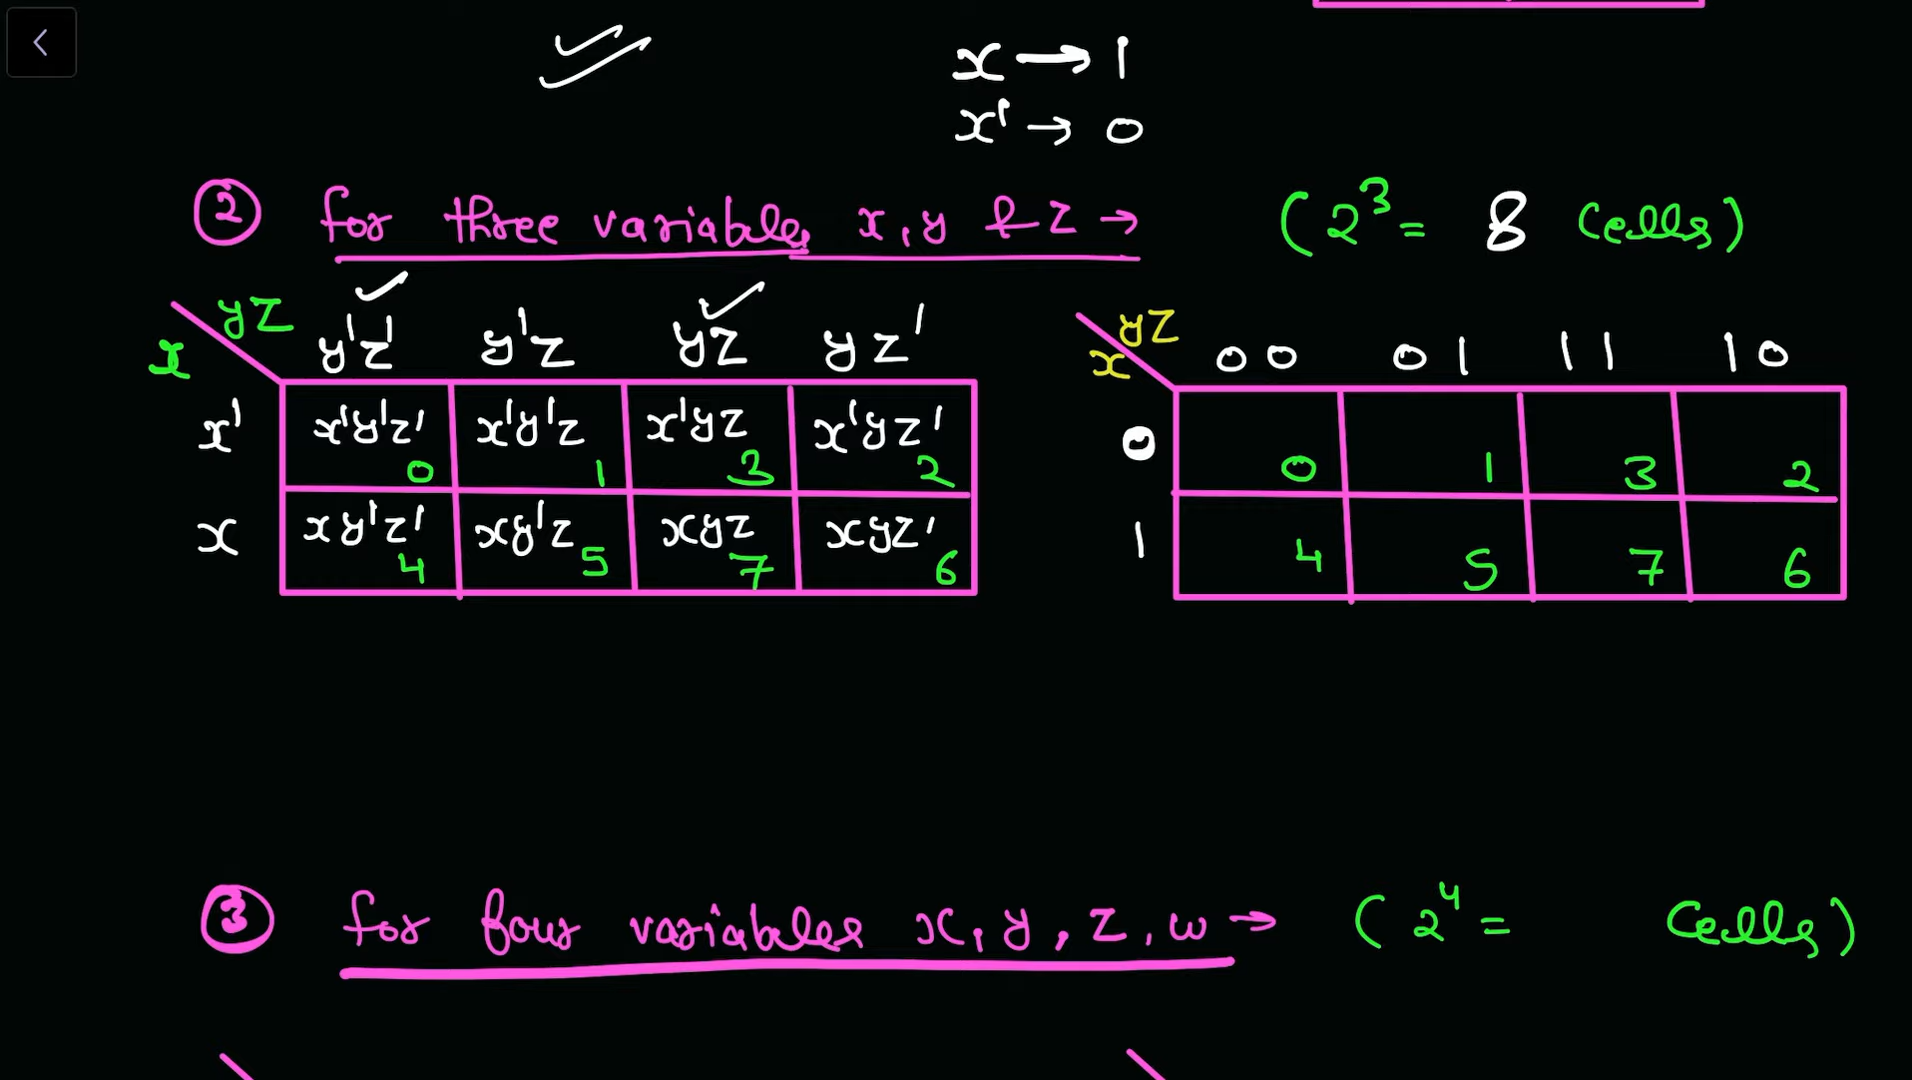 x → 1
x' → 0
② for three variables x, y & z → (2³ = 8 cells)
yz y'z' y'z yz yz'
x
x' x'y'z' 0 x'y'z 1 x'yz 3 x'yz' 2
x xy'z' 4 xy'z 5 xyz 7 xyz' 6
yz 00 01 11 10
x
0 0 1 3 2
1 4 5 7 6
③ for four variables x, y, z, w → (2⁴ = cells)